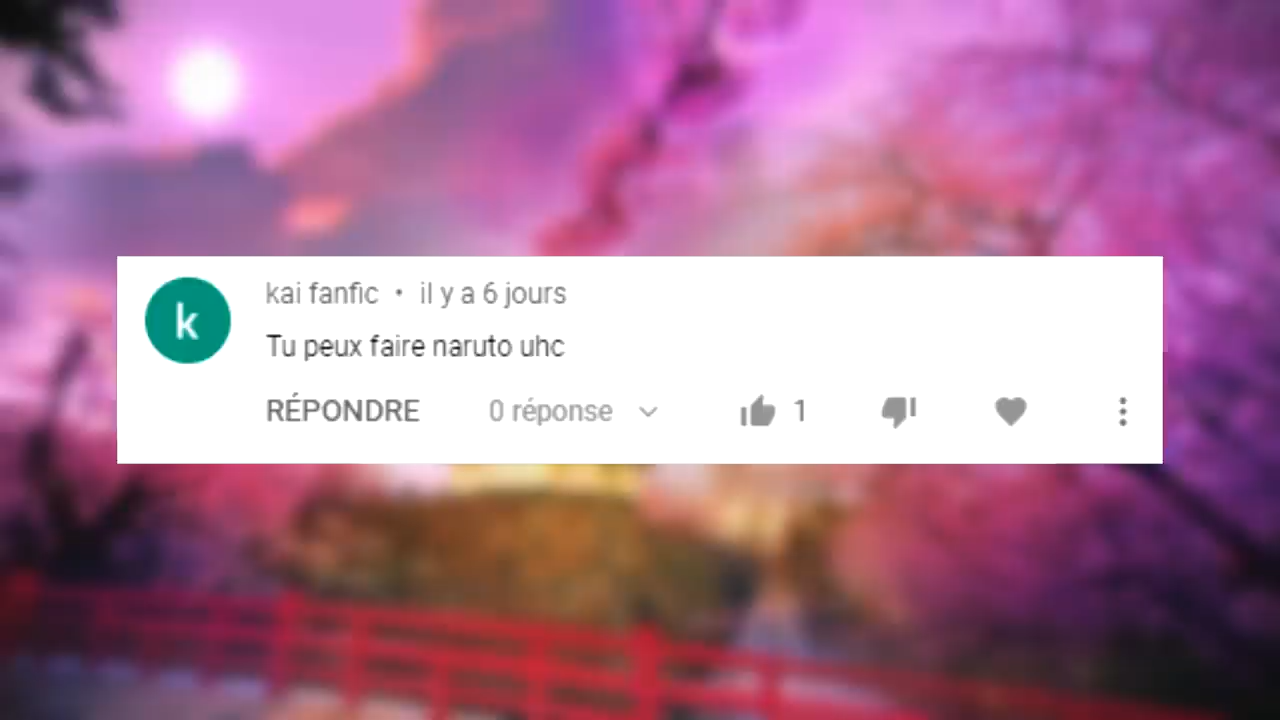 k
kai fanfic • il y a 6 jours
Tu peux faire naruto uhc
RÉPONDRE 0 réponse 1